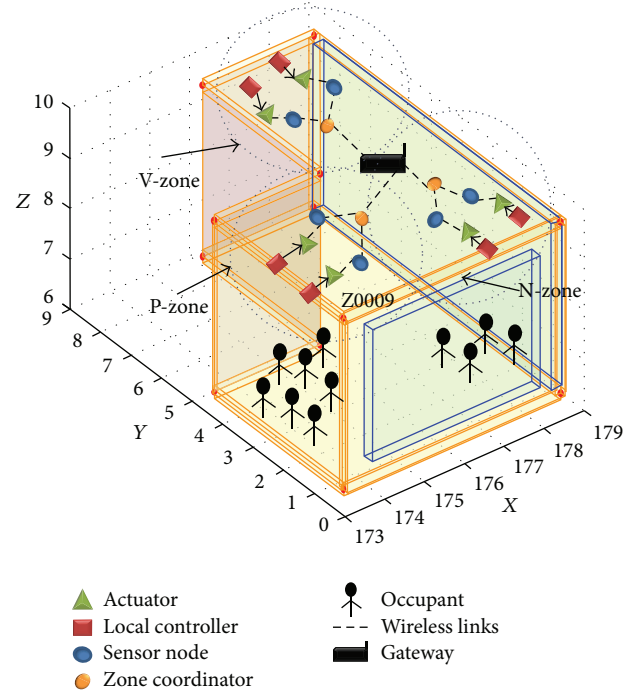 10
9
8
7
6
Z
9
8
7
6
5
4
3
2
1
0
Y
173
174
175
176
177
178
179
X
V-zone
P-zone
N-zone
Z0009
Actuator
Local controller
Sensor node
Zone coordinator
Occupant
Wireless links
Gateway